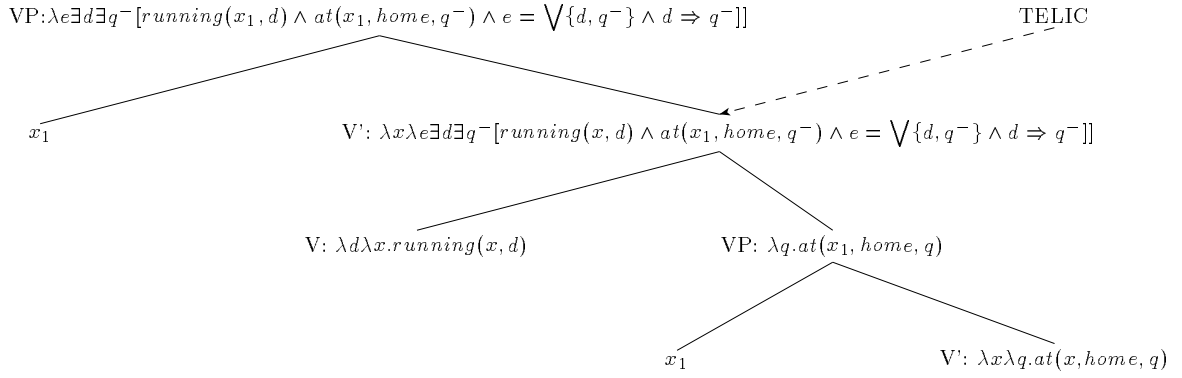 VP:λe∃d∃q⁻[running(x₁, d) ∧ at(x₁, home, q⁻) ∧ e = ⋁{d, q⁻} ∧ d ⇒ q⁻]] TELIC
x₁ V': λxλe∃d∃q⁻[running(x, d) ∧ at(x₁, home, q⁻) ∧ e = ⋁{d, q⁻} ∧ d ⇒ q⁻]]
V: λdλx.running(x, d) VP: λq.at(x₁, home, q)
x₁ V': λxλq.at(x, home, q)